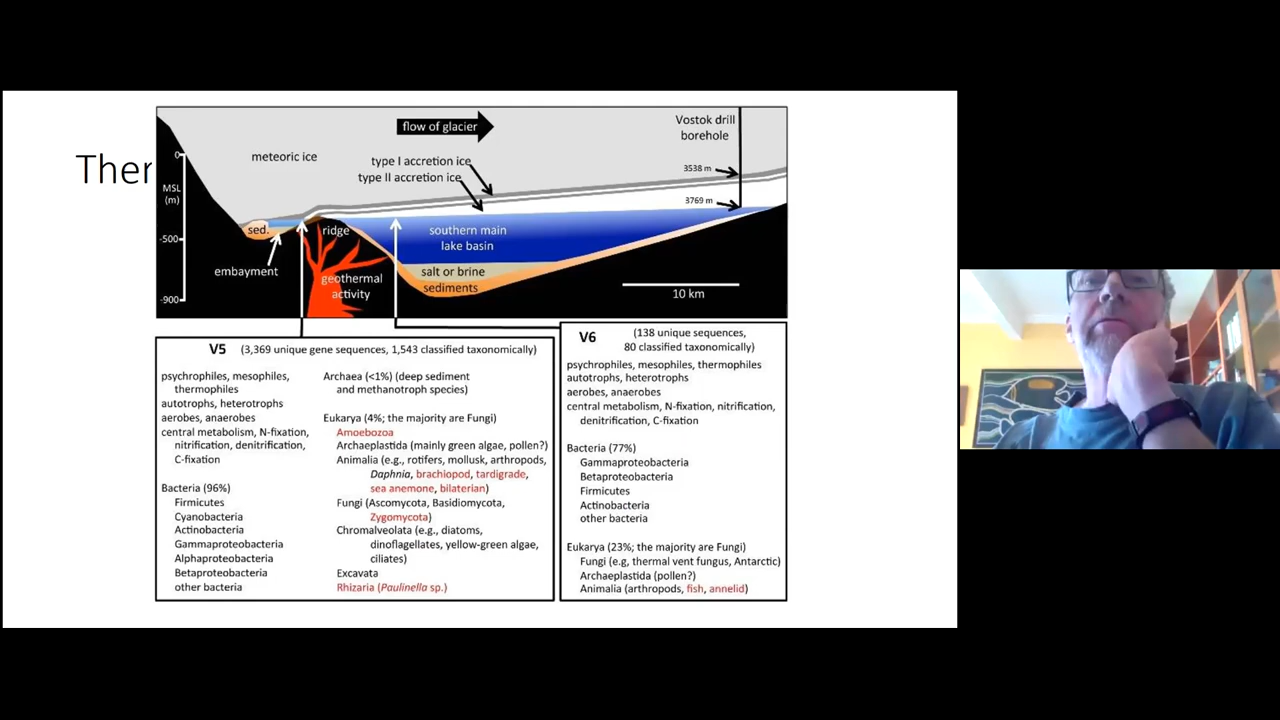 Ther
flow of glacier
Vostok drill
borehole
meteoric ice
type I accretion ice
type II accretion ice
0
MSL
(m)
-500
-900
3538 m
3769 m
sed.
ridge
embayment
geothermal
activity
southern main
lake basin
salt or brine
sediments
10 km
V5 (3,369 unique gene sequences, 1,543 classified taxonomically)
psychrophiles, mesophiles,
thermophiles
autotrophs, heterotrophs
aerobes, anaerobes
central metabolism, N-fixation,
nitrification, denitrification,
C-fixation
Bacteria (96%)
Firmicutes
Cyanobacteria
Actinobacteria
Gammaproteobacteria
Alphaproteobacteria
Betaproteobacteria
other bacteria
Archaea (<1%) (deep sediment
and methanotroph species)
Eukarya (4%; the majority are Fungi)
Amoebozoa
Archaeplastida (mainly green algae, pollen?)
Animalia (e.g., rotifers, mollusk, arthropods,
Daphnia, brachiopod, tardigrade,
sea anemone, bilaterian)
Fungi (Ascomycota, Basidiomycota,
Zygomycota)
Chromalveolata (e.g., diatoms,
dinoflagellates, yellow-green algae,
ciliates)
Excavata
Rhizaria (Paulinella sp.)
V6 (138 unique sequences,
80 classified taxonomically)
psychrophiles, mesophiles, thermophiles
autotrophs, heterotrophs
aerobes, anaerobes
central metabolism, N-fixation, nitrification,
denitrification, C-fixation
Bacteria (77%)
Gammaproteobacteria
Betaproteobacteria
Firmicutes
Actinobacteria
other bacteria
Eukarya (23%; the majority are Fungi)
Fungi (e.g, thermal vent fungus, Antarctic)
Archaeplastida (pollen?)
Animalia (arthropods, fish, annelid)